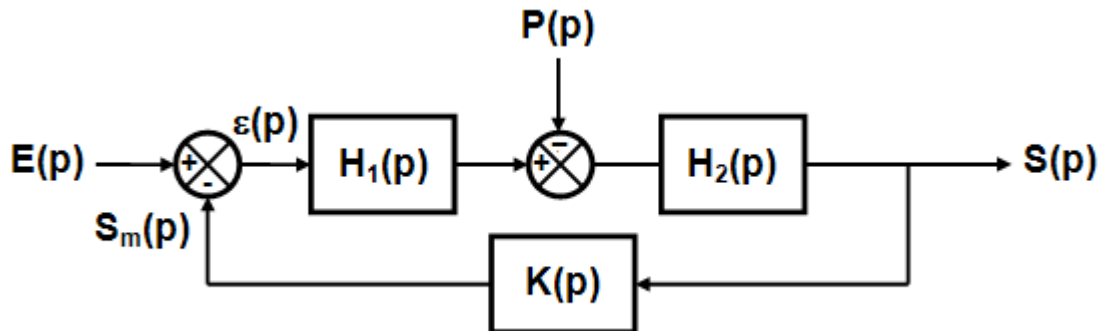 P(p)
ε(p)
E(p)
+
-
H₁(p)
+
−
H₂(p)
S(p)
Sₘ(p)
K(p)